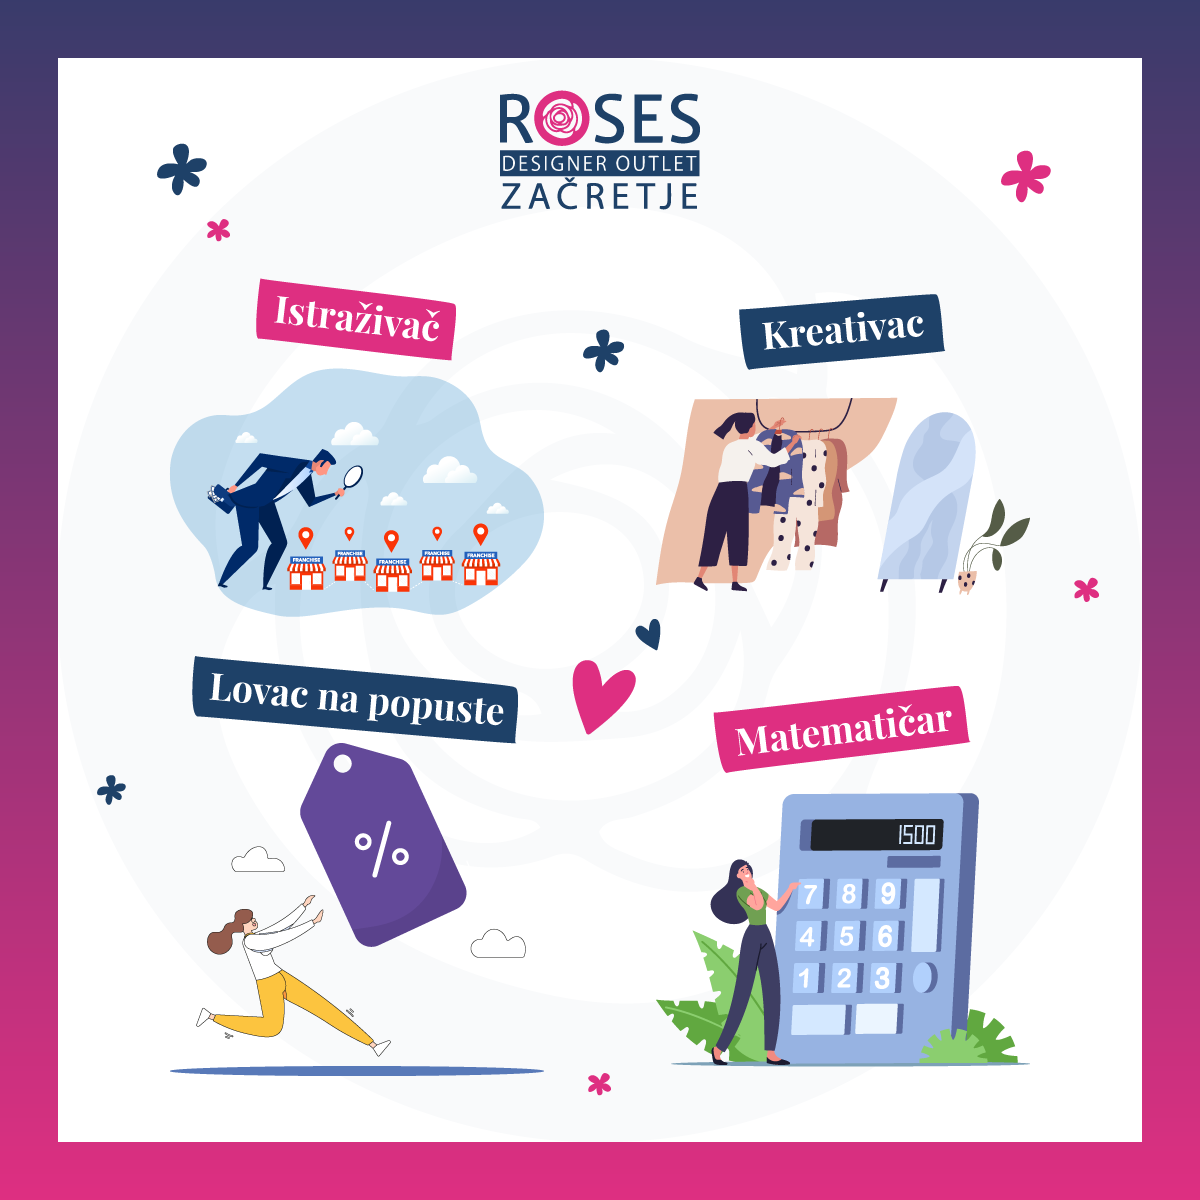 ROSES
DESIGNER OUTLET
ZAČRETJE
Istraživač
Kreativac
FRANCHISE
FRANCHISE
FRANCHISE
FRANCHISE
FRANCHISE
Lovac na popuste
%
Matematičar
1500
7 8 9
4 5 6
1 2 3